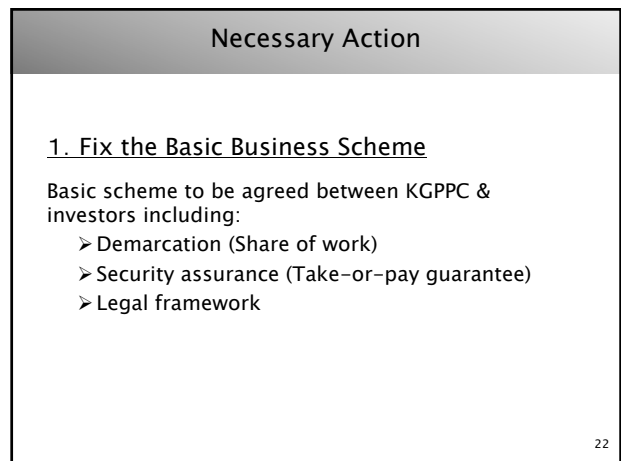 Necessary Action
1. Fix the Basic Business Scheme
Basic scheme to be agreed between KGPPC &
investors including:
➢ Demarcation (Share of work)
➢ Security assurance (Take-or-pay guarantee)
➢ Legal framework
22